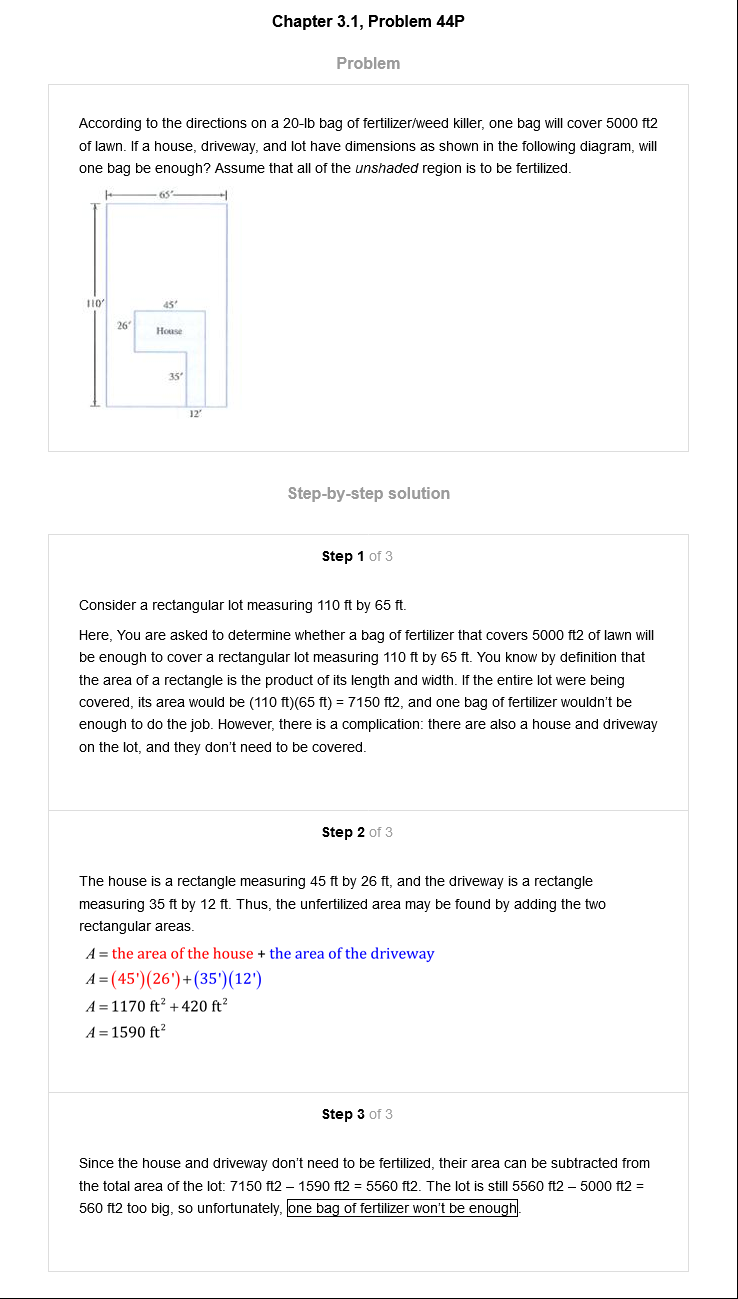 Chapter 3.1, Problem 44P
Problem
According to the directions on a 20-lb bag of fertilizer/weed killer, one bag will cover 5000 ft2
of lawn. If a house, driveway, and lot have dimensions as shown in the following diagram, will
one bag be enough? Assume that all of the unshaded region is to be fertilized.
65′
110′
45′
26′
House
35′
12′
Step-by-step solution
Step 1 of 3
Consider a rectangular lot measuring 110 ft by 65 ft.
Here, You are asked to determine whether a bag of fertilizer that covers 5000 ft2 of lawn will
be enough to cover a rectangular lot measuring 110 ft by 65 ft. You know by definition that
the area of a rectangle is the product of its length and width. If the entire lot were being
covered, its area would be (110 ft)(65 ft) = 7150 ft2, and one bag of fertilizer wouldn’t be
enough to do the job. However, there is a complication: there are also a house and driveway
on the lot, and they don’t need to be covered.
Step 2 of 3
The house is a rectangle measuring 45 ft by 26 ft, and the driveway is a rectangle
measuring 35 ft by 12 ft. Thus, the unfertilized area may be found by adding the two
rectangular areas.
A = the area of the house + the area of the driveway
A = (45')(26')+(35')(12')
A = 1170 ft² + 420 ft²
A = 1590 ft²
Step 3 of 3
Since the house and driveway don’t need to be fertilized, their area can be subtracted from
the total area of the lot: 7150 ft2 – 1590 ft2 = 5560 ft2. The lot is still 5560 ft2 – 5000 ft2 =
560 ft2 too big, so unfortunately, one bag of fertilizer won’t be enough.